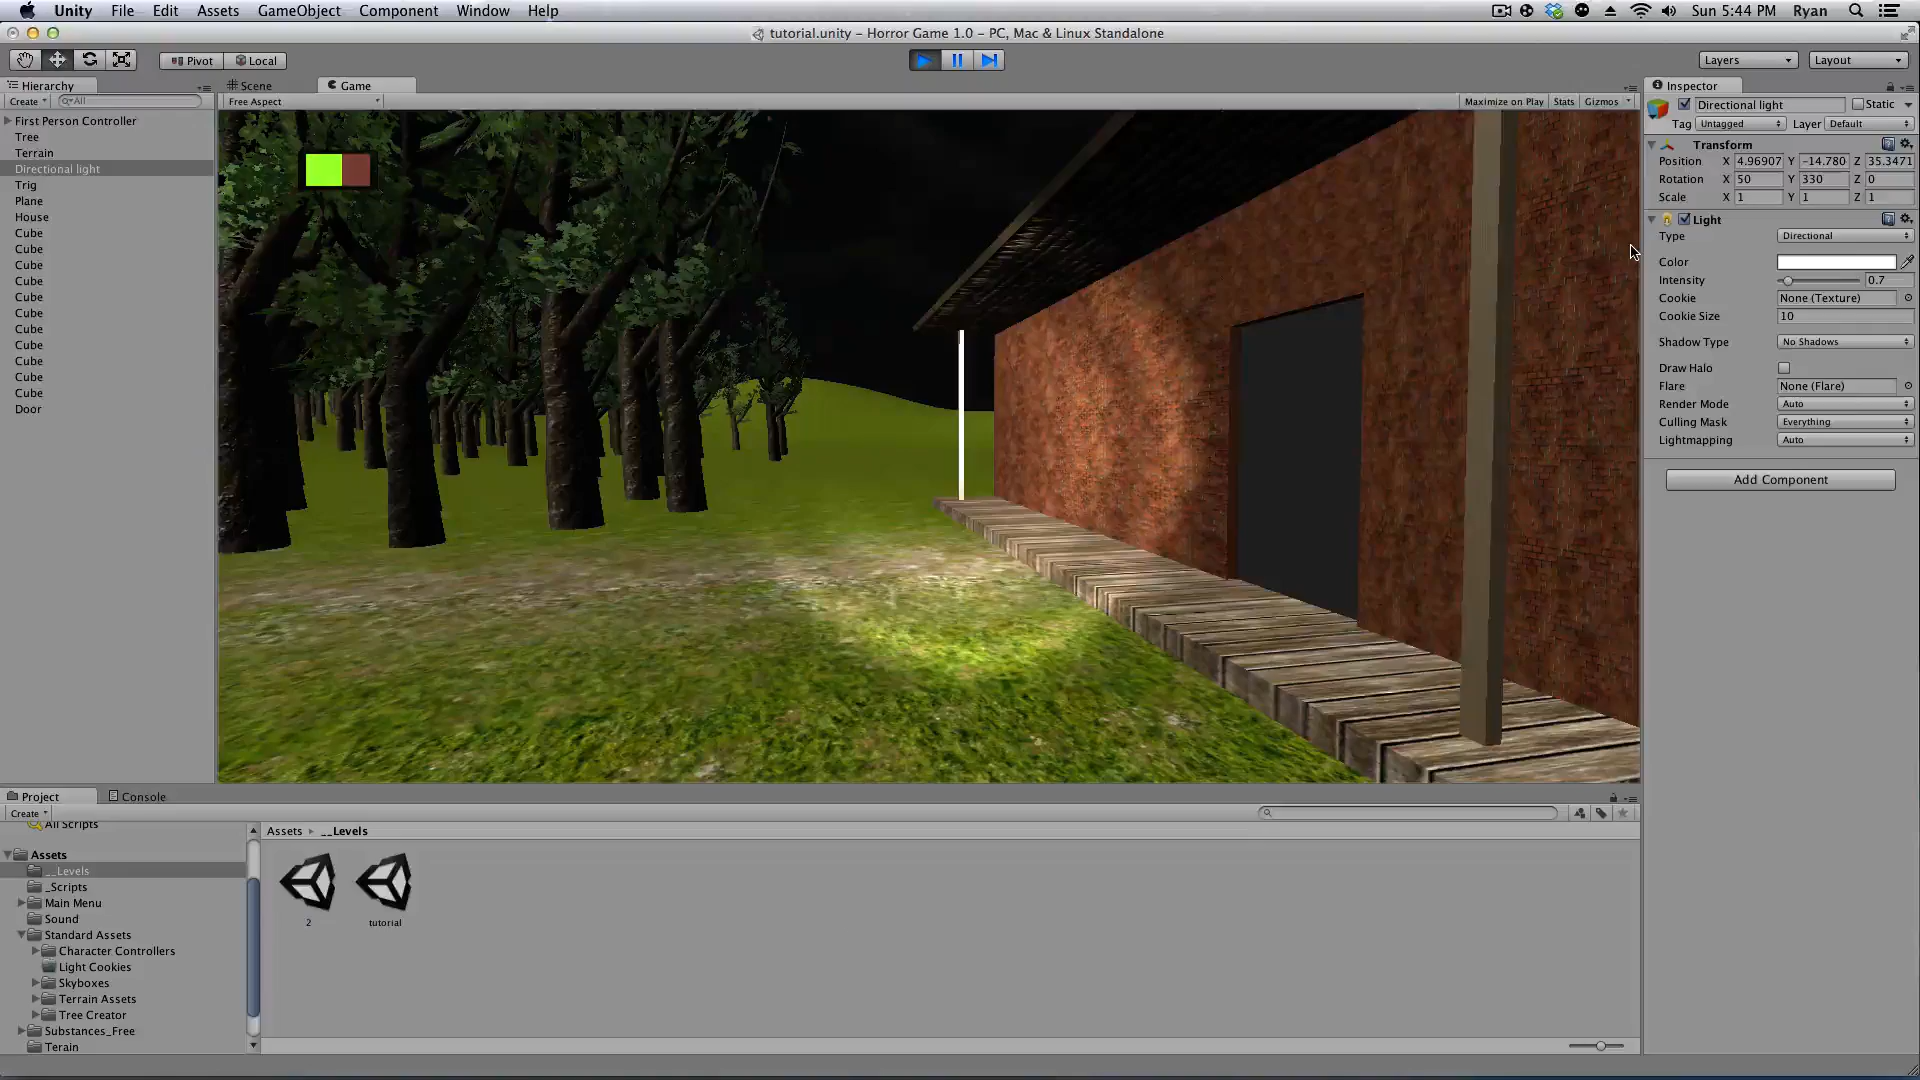 Unity File Edit Assets GameObject Component Window Help Sun 5:44 PM Ryan
tutorial.unity - Horror Game 1.0 - PC, Mac & Linux Standalone
Pivot Local Layers Layout
Hierarchy Scene Game Inspector
Create All Free Aspect Maximize on Play Stats Gizmos
Directional light Static
Tag Untagged Layer Default
First Person Controller
Tree
Terrain
Directional light
Trig
Plane
House
Cube
Cube
Cube
Cube
Cube
Cube
Cube
Cube
Cube
Cube
Cube
Door
Transform
Position X 4.96907 Y -14.780 Z 35.3471
Rotation X 50 Y 330 Z 0
Scale X 1 Y 1 Z 1
Light
Type Directional
Color
Intensity 0.7
Cookie None (Texture)
Cookie Size 10
Shadow Type No Shadows
Draw Halo
Flare None (Flare)
Render Mode Auto
Culling Mask Everything
Lightmapping Auto
Add Component
Project Console
Create
All Scripts
Assets
__Levels
_Scripts
Main Menu
Sound
Standard Assets
Character Controllers
Light Cookies
Skyboxes
Terrain Assets
Tree Creator
Substances_Free
Terain
Assets __Levels
2 tutorial